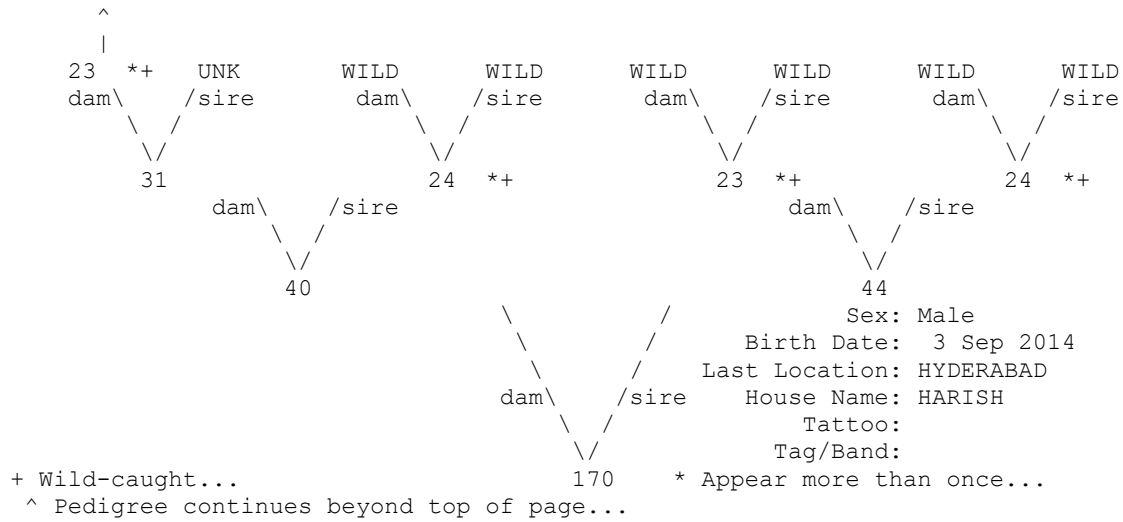 ^
|
23 *+ UNK WILD WILD WILD WILD WILD WILD
dam\ /sire dam\ /sire dam\ /sire dam\ /sire
\ / \ / \ / \ /
\/ \/ \/ \/
31 24 *+ 23 *+ 24 *+
dam\ /sire dam\ /sire
\ / \ /
\/ \/
40 44
\ / Sex: Male
\ / Birth Date: 3 Sep 2014
\ / Last Location: HYDERABAD
dam\ /sire House Name: HARISH
\ / Tattoo:
\/ Tag/Band:
+ Wild-caught... 170 * Appear more than once...
^ Pedigree continues beyond top of page...